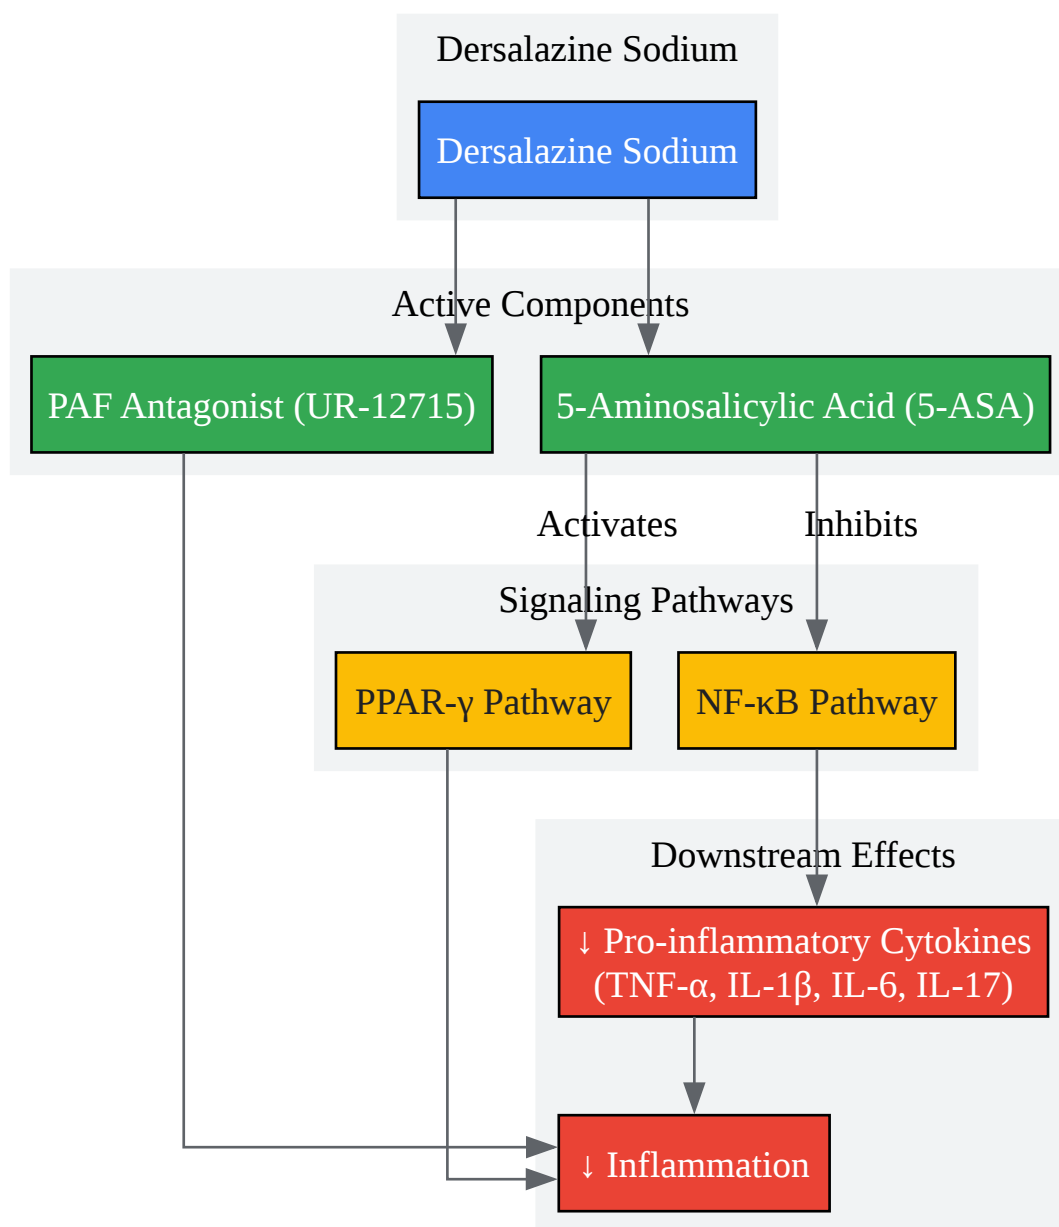 Dersalazine Sodium
Dersalazine Sodium
Active Components
PAF Antagonist (UR-12715)
5-Aminosalicylic Acid (5-ASA)
Activates
Inhibits
Signaling Pathways
PPAR-γ Pathway
NF-κB Pathway
Downstream Effects
↓ Pro-inflammatory Cytokines
(TNF-α, IL-1β, IL-6, IL-17)
↓ Inflammation